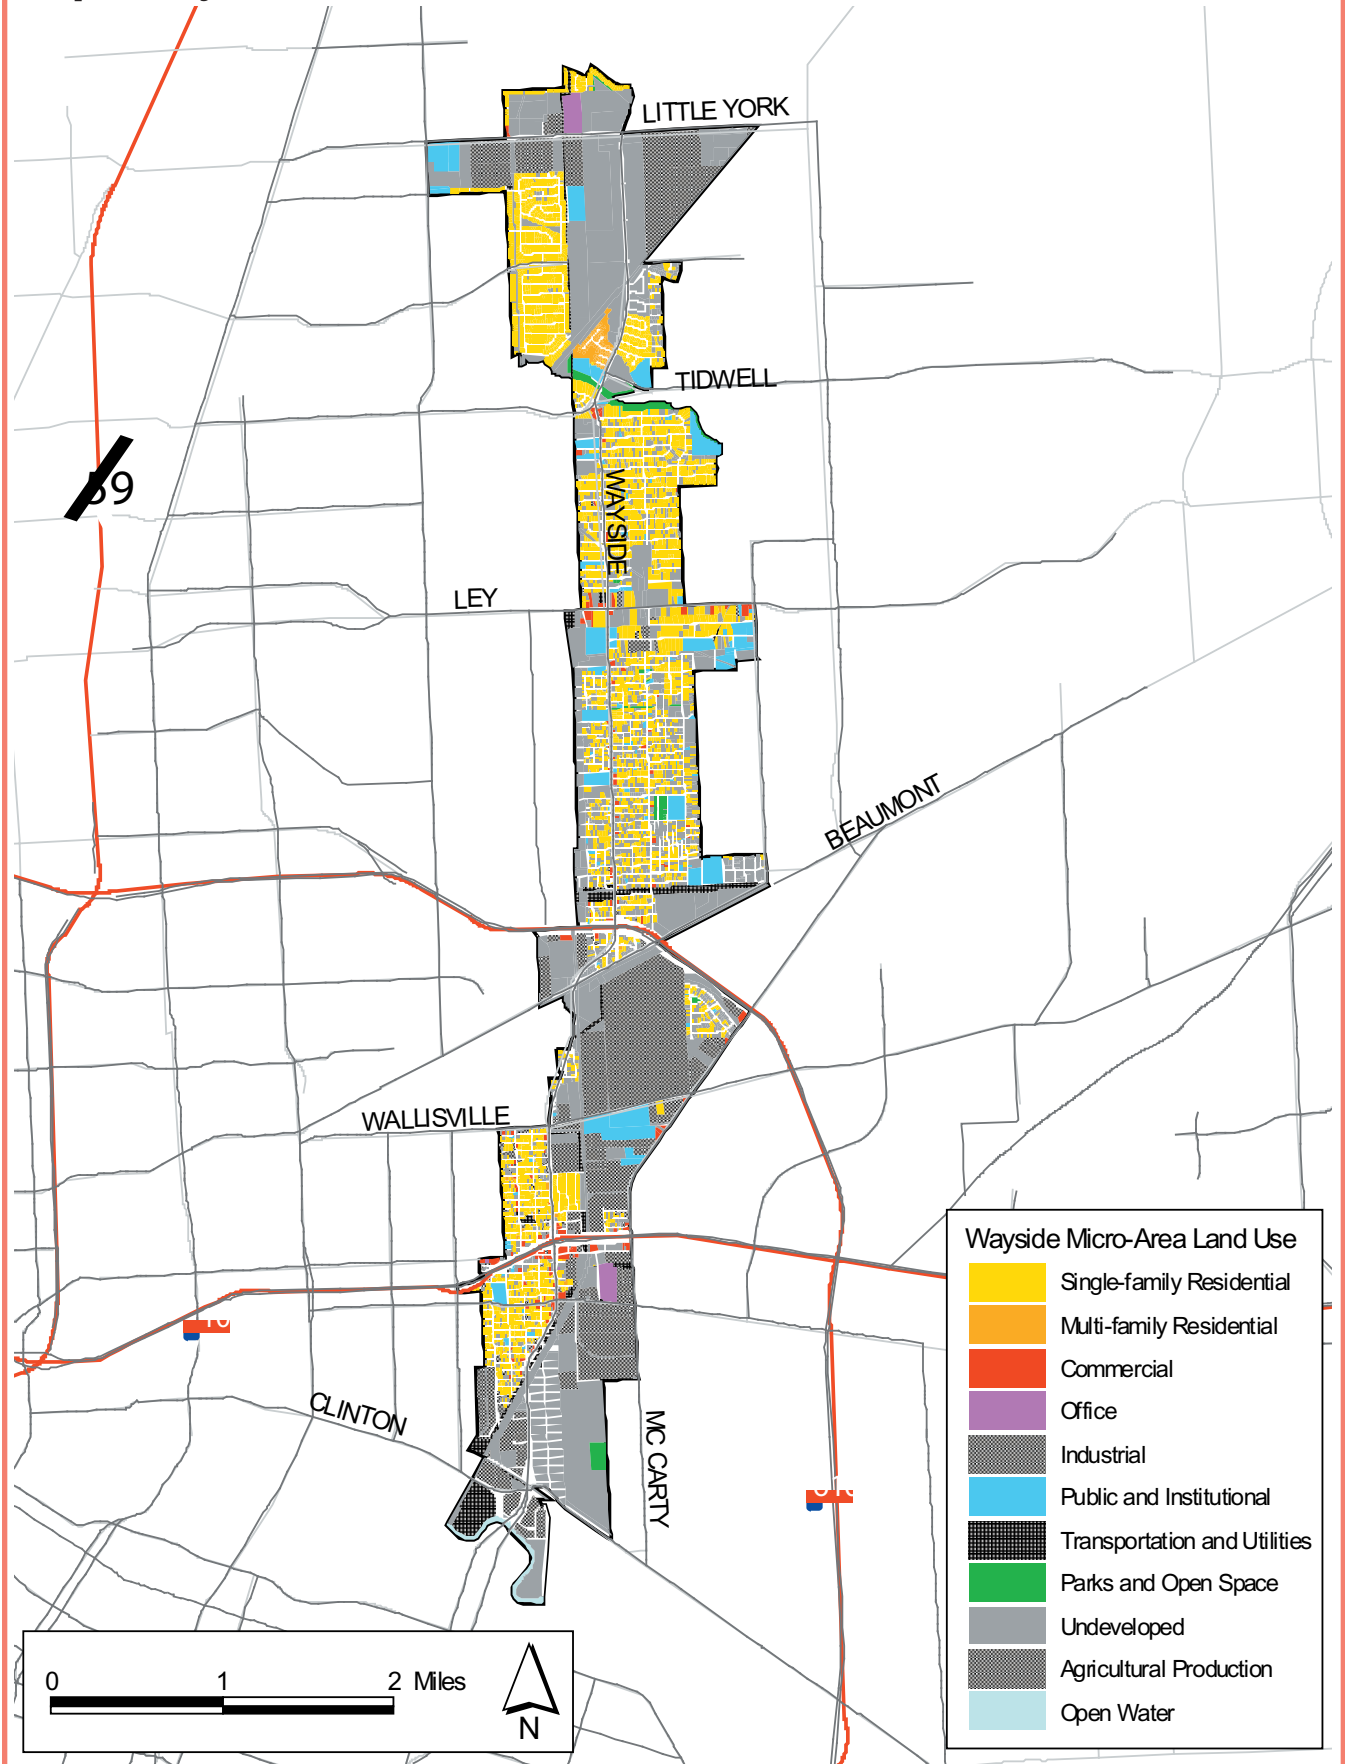 LITTLE YORK
TIDWELL
59
WAYSIDE
LEY
BEAUMONT
WALLISVILLE
CLINTON
MC CARTY
Wayside Micro-Area Land Use
Single-family Residential
Multi-family Residential
Commercial
Office
Industrial
Public and Institutional
Transportation and Utilities
Parks and Open Space
Undeveloped
Agricultural Production
Open Water
0 1 2 Miles
N